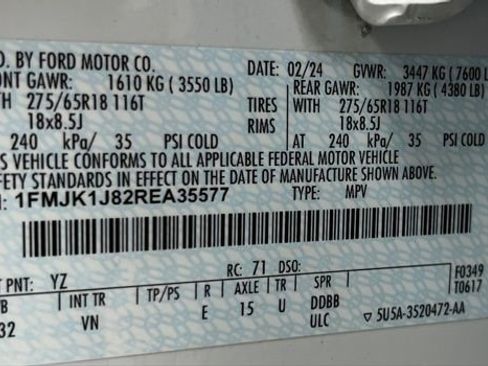 D. BY FORD MOTOR CO. DATE: 02/24 GVWR: 3447 KG (7600 LB
ONT GAWR: 1610 KG ( 3550 LB) REAR GAWR: 1987 KG ( 4380 LB)
TH 275/65R18 116T TIRES WITH 275/65R18 116T
18x8.5J RIMS 18x8.5J
240 kPa/ 35 PSI COLD AT 240 kPa/ 35 PSI COLD
S VEHICLE CONFORMS TO ALL APPLICABLE FEDERAL MOTOR VEHICLE
FETY STANDARDS IN EFFECT ON THE DATE OF MANUFACTURE SHOWN ABOVE.
1FMJK1J82REA35577 TYPE: MPV
T PNT: YZ RC: 71 DSO: F0349
B INT TR TP/PS R AXLE TR SPR T0617
32 VN E 15 U DDBB
ULC 5U5A-3520472-AA